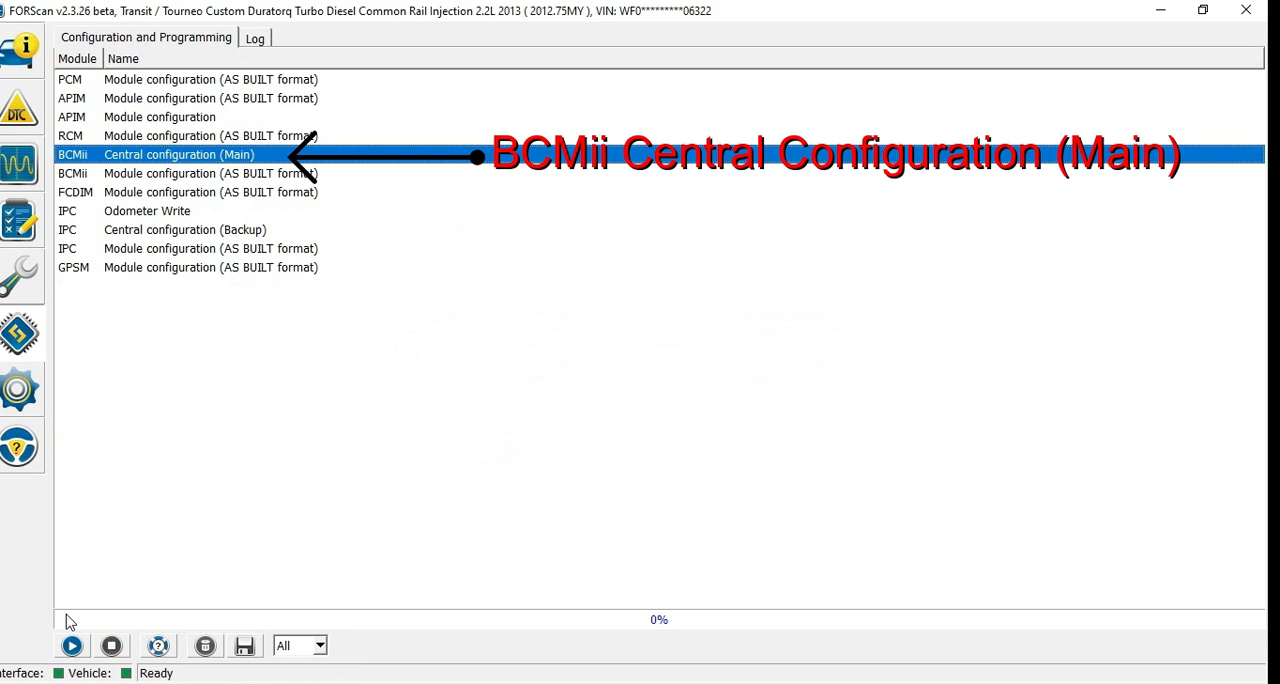 FORScan v2.3.26 beta, Transit / Tourneo Custom Duratorq Turbo Diesel Common Rail Injection 2.2L 2013 ( 2012.75MY ), VIN: WF0*********06322
Configuration and Programming Log
Module Name
PCM Module configuration (AS BUILT format)
APIM Module configuration (AS BUILT format)
APIM Module configuration
RCM Module configuration (AS BUILT format)
BCMii Central configuration (Main) BCMii Central Configuration (Main)
BCMii Module configuration (AS BUILT format)
FCDIM Module configuration (AS BUILT format)
IPC Odometer Write
IPC Central configuration (Backup)
IPC Module configuration (AS BUILT format)
GPSM Module configuration (AS BUILT format)
DTC
0%
All
terface: Vehicle: Ready